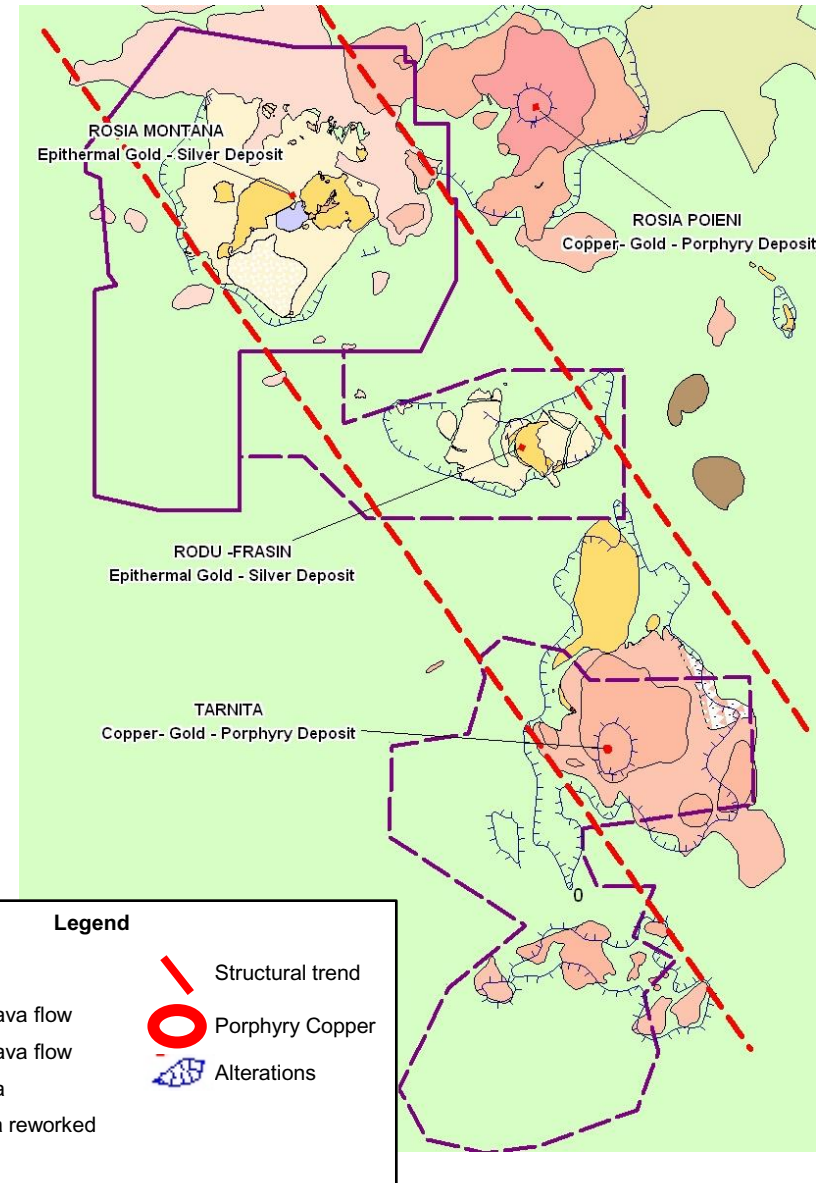 ROSIA MONTANA
Epithermal Gold - Silver Deposit
ROSIA POIENI
Copper- Gold - Porphyry Deposit
RODU -FRASIN
Epithermal Gold - Silver Deposit
TARNITA
Copper- Gold - Porphyry Deposit
0
Legend
Structural trend
ava flow
Porphyry Copper
ava flow
Alterations
a
reworked